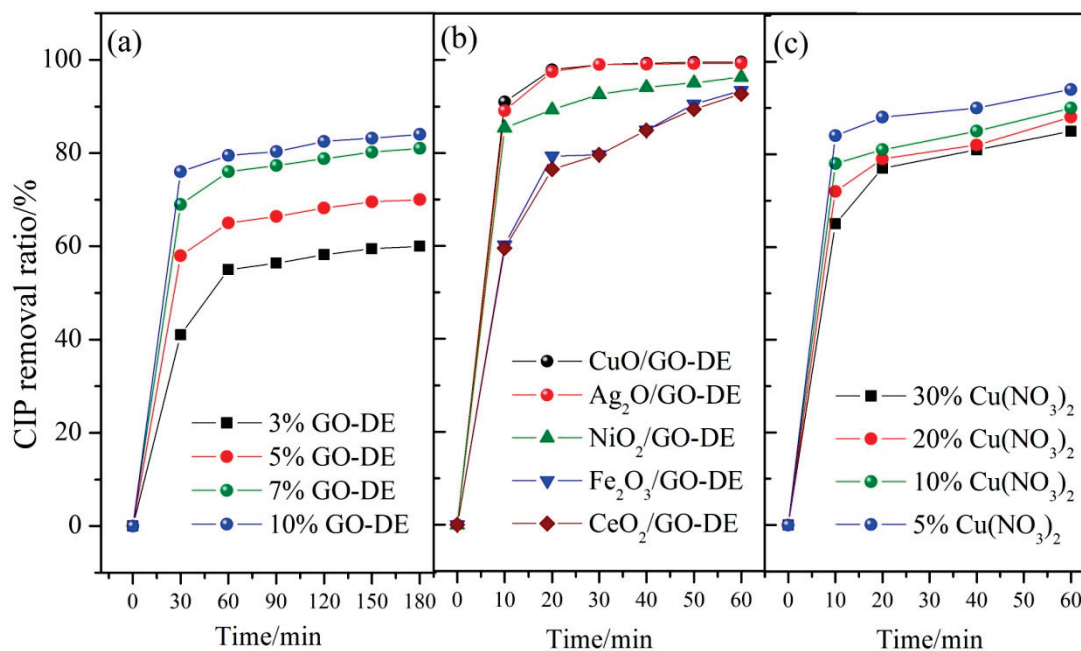 (a)
(b)
(c)
CIP removal ratio/%
100
80
60
40
20
0
3% GO-DE
5% GO-DE
7% GO-DE
10% GO-DE
CuO/GO-DE
Ag₂O/GO-DE
NiO₂/GO-DE
Fe₂O₃/GO-DE
CeO₂/GO-DE
30% Cu(NO₃)₂
20% Cu(NO₃)₂
10% Cu(NO₃)₂
5% Cu(NO₃)₂
0 30 60 90 120 150 180
0 10 20 30 40 50 60
0 10 20 30 40 50 60
Time/min
Time/min
Time/min